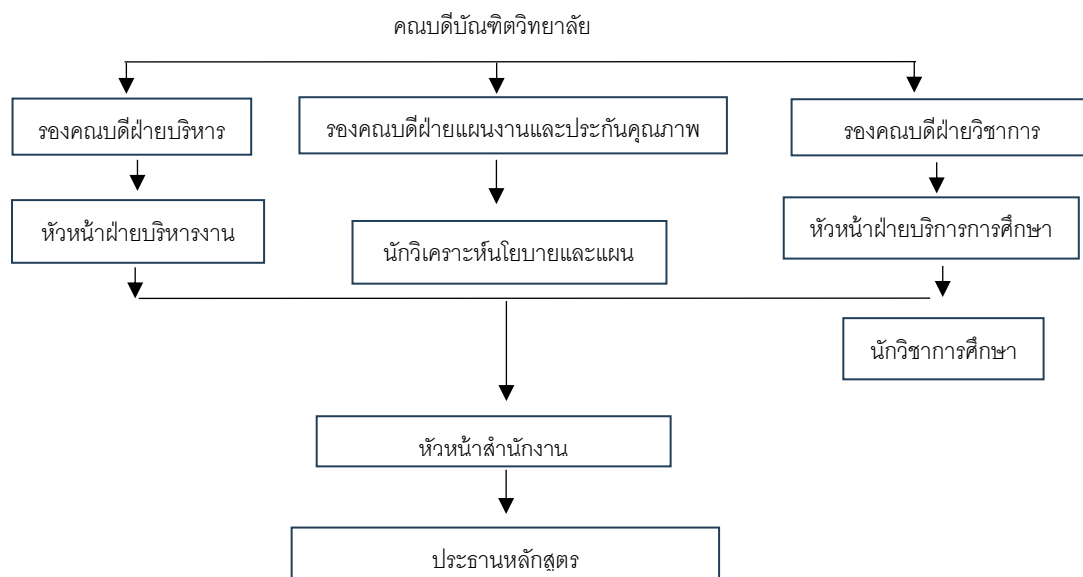 คณบดีบัณฑิตวิทยาลัย
รองคณบดีฝ่ายบริหาร
รองคณบดีฝ่ายแผนงานและประกันคุณภาพ
รองคณบดีฝ่ายวิชาการ
หัวหน้าฝ่ายบริหารงาน
นักวิเคราะห์นโยบายและแผน
หัวหน้าฝ่ายบริการการศึกษา
นักวิชาการศึกษา
หัวหน้าสำนักงาน
ประธานหลักสูตร